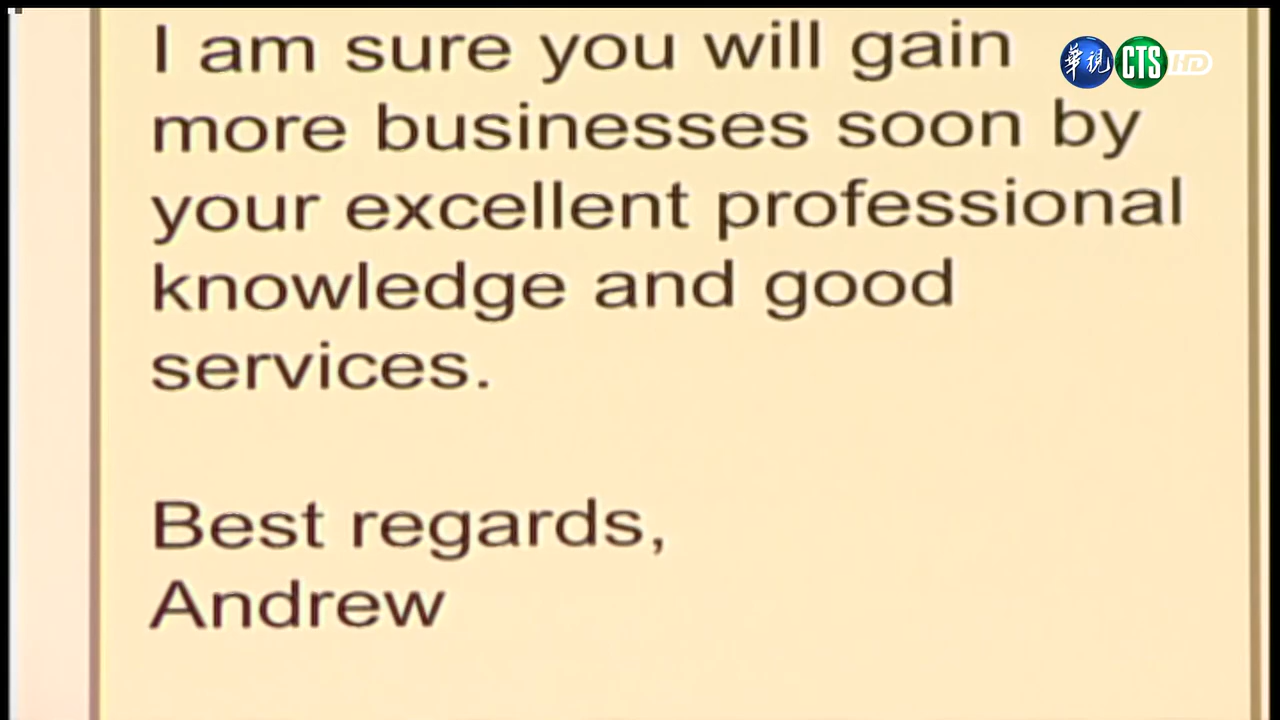 I am sure you will gain
華視 CTS HD
more businesses soon by
your excellent professional
knowledge and good
services.
Best regards,
Andrew